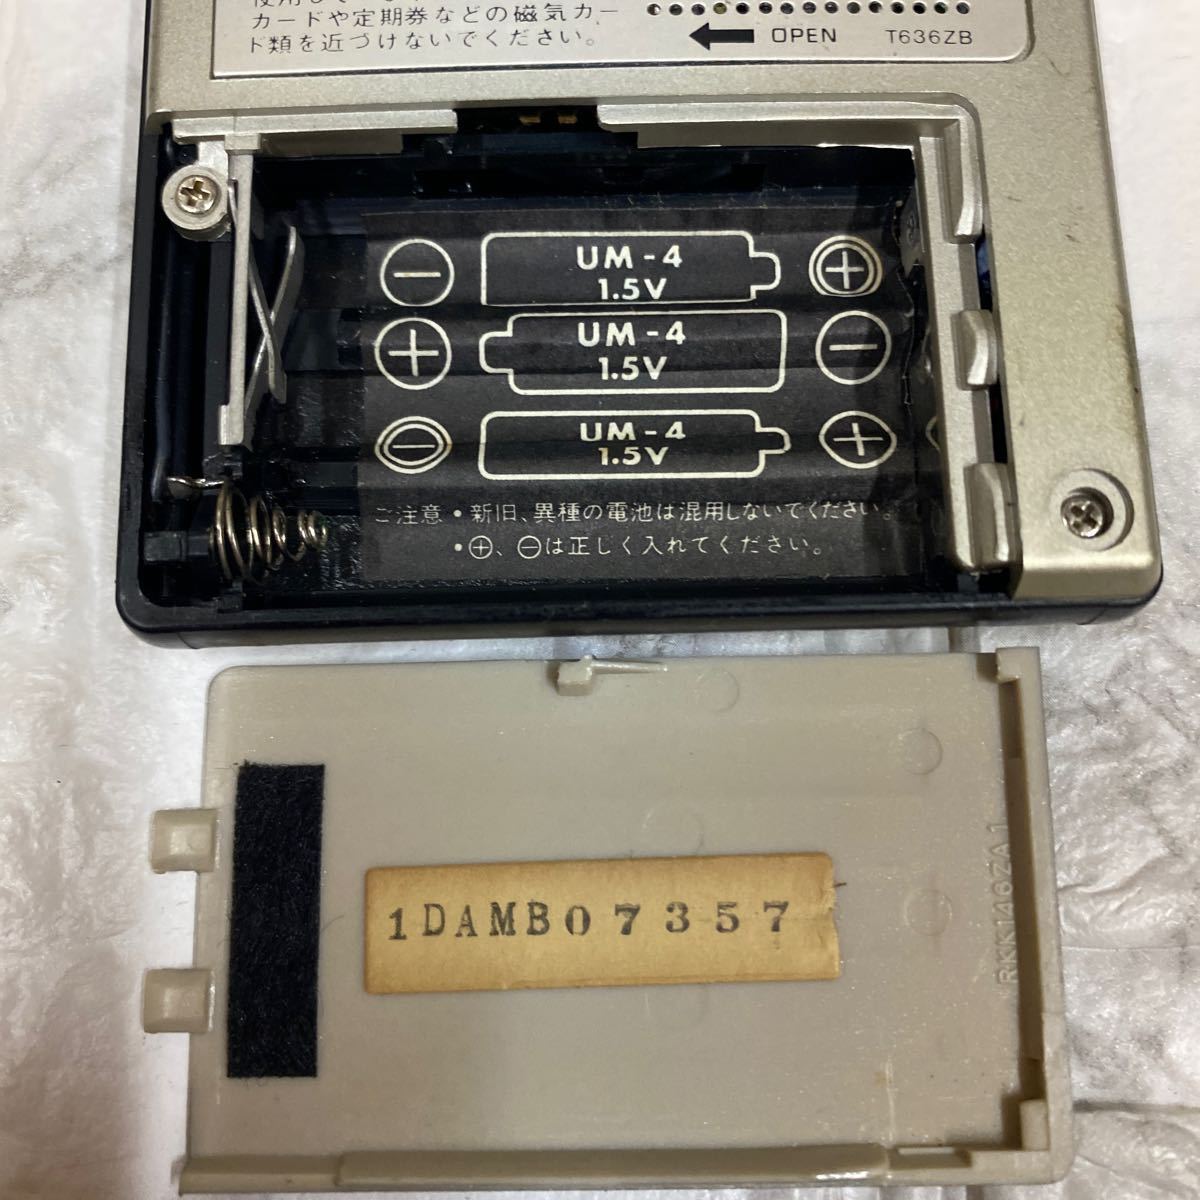 カードや定期券などの磁気カー
ド類を近づけないでください。
OPEN T636ZB
UM-4
1.5V
UM-4
1.5V
UM-4
1.5V
ご注意・新旧、異種の電池は混用しないでください。
・⊕、⊖は正しく入れてください。
1DAMB07357
RKKT46ZA1